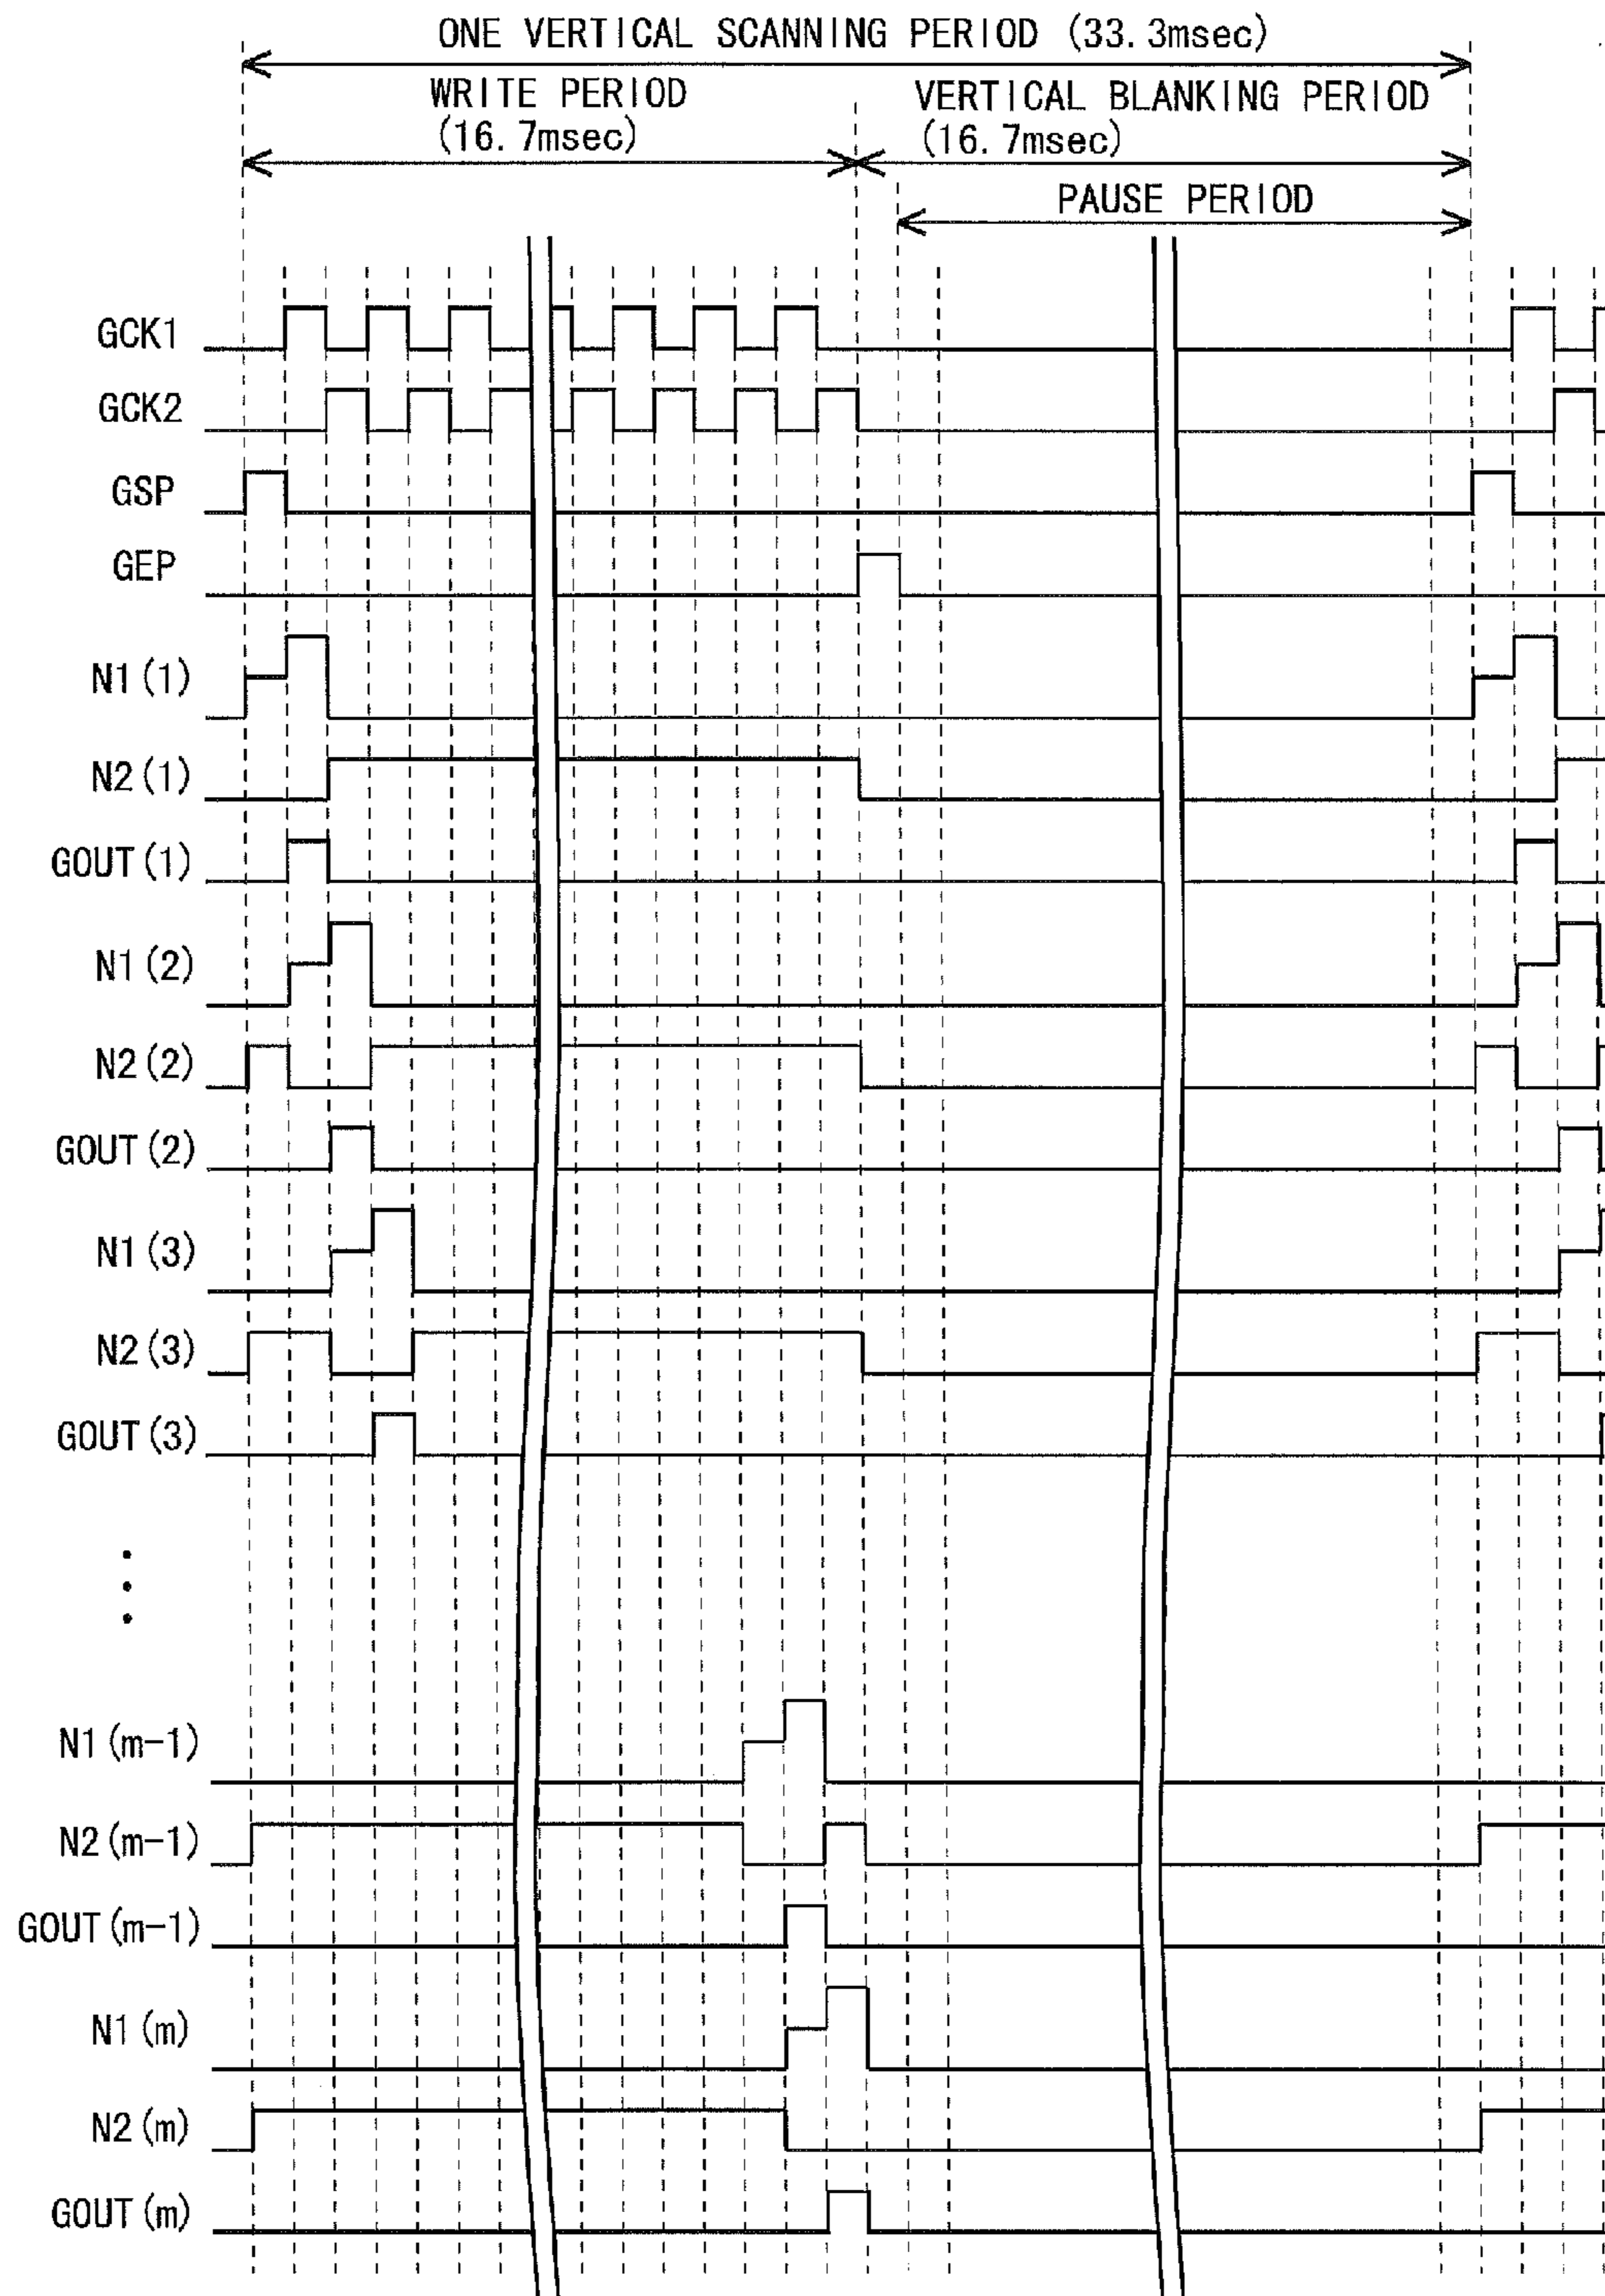 ONE VERTICAL SCANNING PERIOD (33.3msec)
WRITE PERIOD
(16.7msec)
VERTICAL BLANKING PERIOD
(16.7msec)
PAUSE PERIOD
GCK1
GCK2
GSP
GEP
N1(1)
N2(1)
GOUT(1)
N1(2)
N2(2)
GOUT(2)
N1(3)
N2(3)
GOUT(3)
N1(m-1)
N2(m-1)
GOUT(m-1)
N1(m)
N2(m)
GOUT(m)